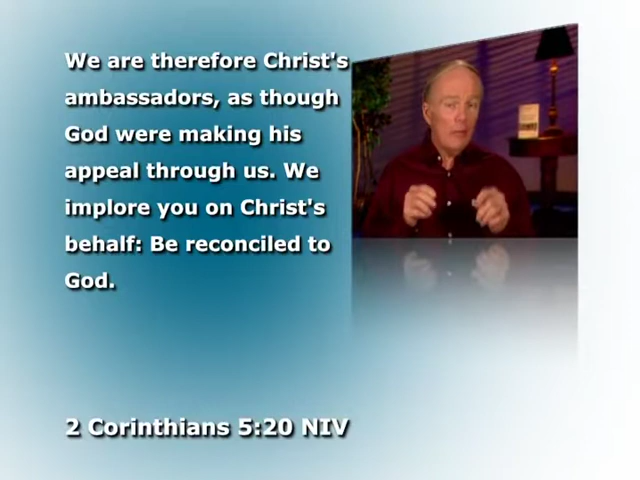 We are therefore Christ's
ambassadors, as though
God were making his
appeal through us. We
implore you on Christ's
behalf: Be reconciled to
God.
2 Corinthians 5:20 NIV